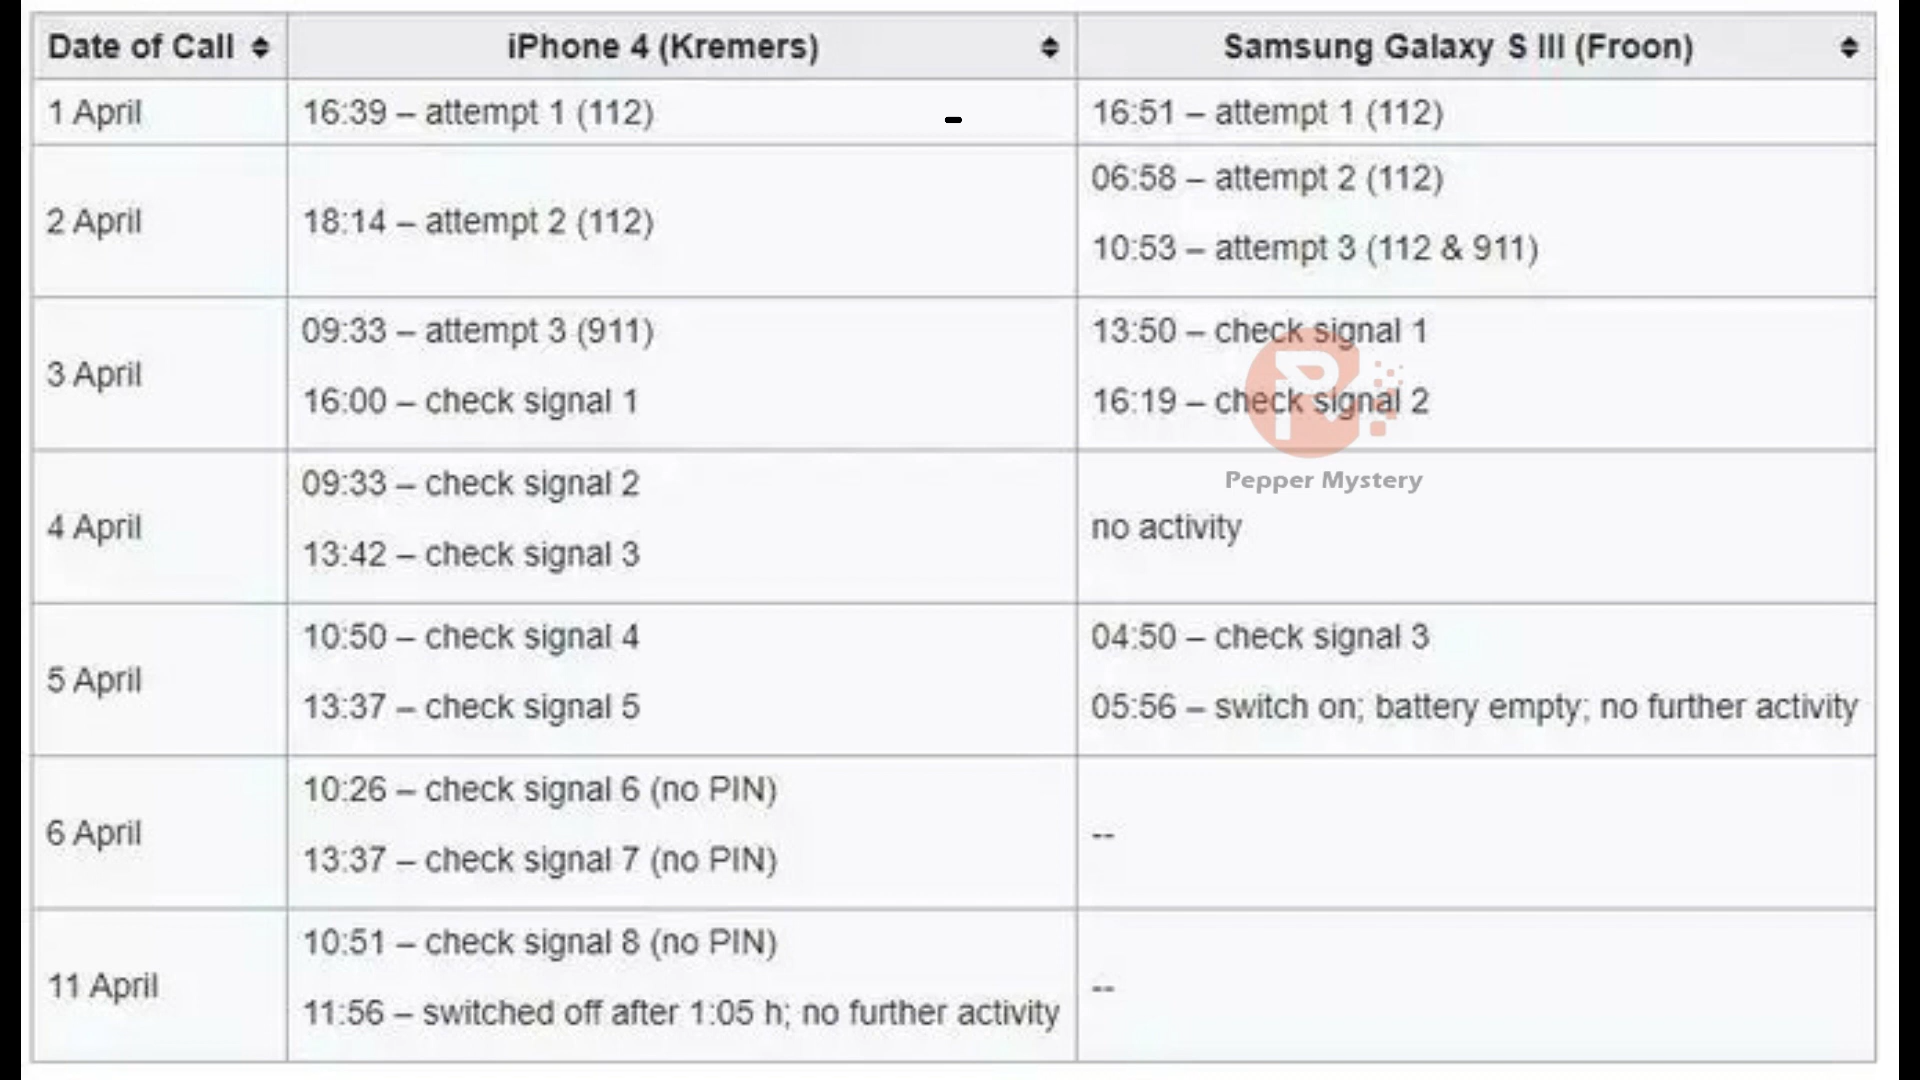 Date of Call iPhone 4 (Kremers) Samsung Galaxy S III (Froon)
1 April 16:39 – attempt 1 (112) - 16:51 – attempt 1 (112)
2 April 18:14 – attempt 2 (112) 06:58 – attempt 2 (112)
10:53 – attempt 3 (112 & 911)
3 April 09:33 – attempt 3 (911) 13:50 – check signal 1
16:00 – check signal 1 16:19 – check signal 2
Pepper Mystery
4 April 09:33 – check signal 2 no activity
13:42 – check signal 3
5 April 10:50 – check signal 4 04:50 – check signal 3
13:37 – check signal 5 05:56 – switch on; battery empty; no further activity
6 April 10:26 – check signal 6 (no PIN) --
13:37 – check signal 7 (no PIN)
11 April 10:51 – check signal 8 (no PIN) --
11:56 – switched off after 1:05 h; no further activity